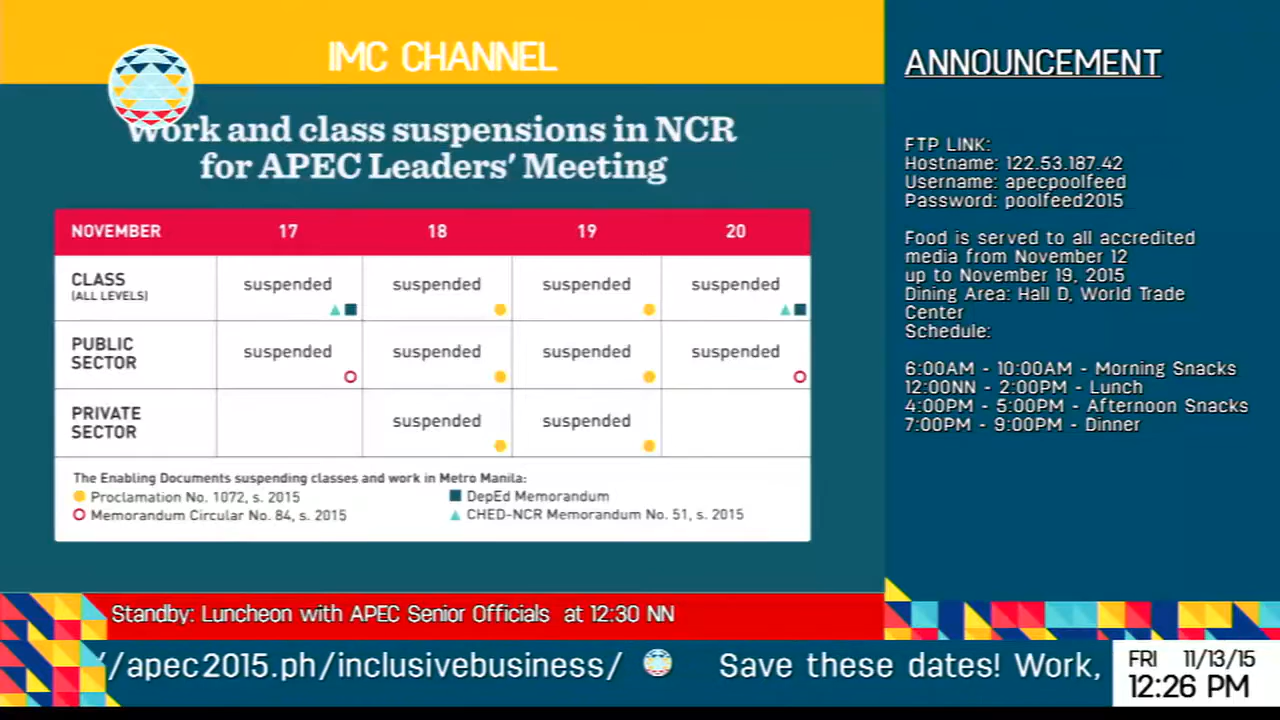 IMC CHANNEL
Work and class suspensions in NCR
for APEC Leaders' Meeting
NOVEMBER 17 18 19 20
CLASS
(ALL LEVELS)
suspended suspended suspended suspended
PUBLIC
SECTOR
suspended suspended suspended suspended
PRIVATE
SECTOR
suspended suspended
The Enabling Documents suspending classes and work in Metro Manila:
Proclamation No. 1072, s. 2015
DepEd Memorandum
Memorandum Circular No. 84, s. 2015
CHED-NCR Memorandum No. 51, s. 2015
ANNOUNCEMENT
FTP LINK:
Hostname: 122.53.187.42
Username: apecpoolfeed
Password: poolfeed2015
Food is served to all accredited
media from November 12
up to November 19, 2015
Dining Area: Hall D, World Trade
Center
Schedule:
6:00AM - 10:00AM - Morning Snacks
12:00NN - 2:00PM - Lunch
4:00PM - 5:00PM - Afternoon Snacks
7:00PM - 9:00PM - Dinner
Standby: Luncheon with APEC Senior Officials at 12:30 NN
//apec2015.ph/inclusivebusiness/ Save these dates! Work,
FRI 11/13/15
12:26 PM